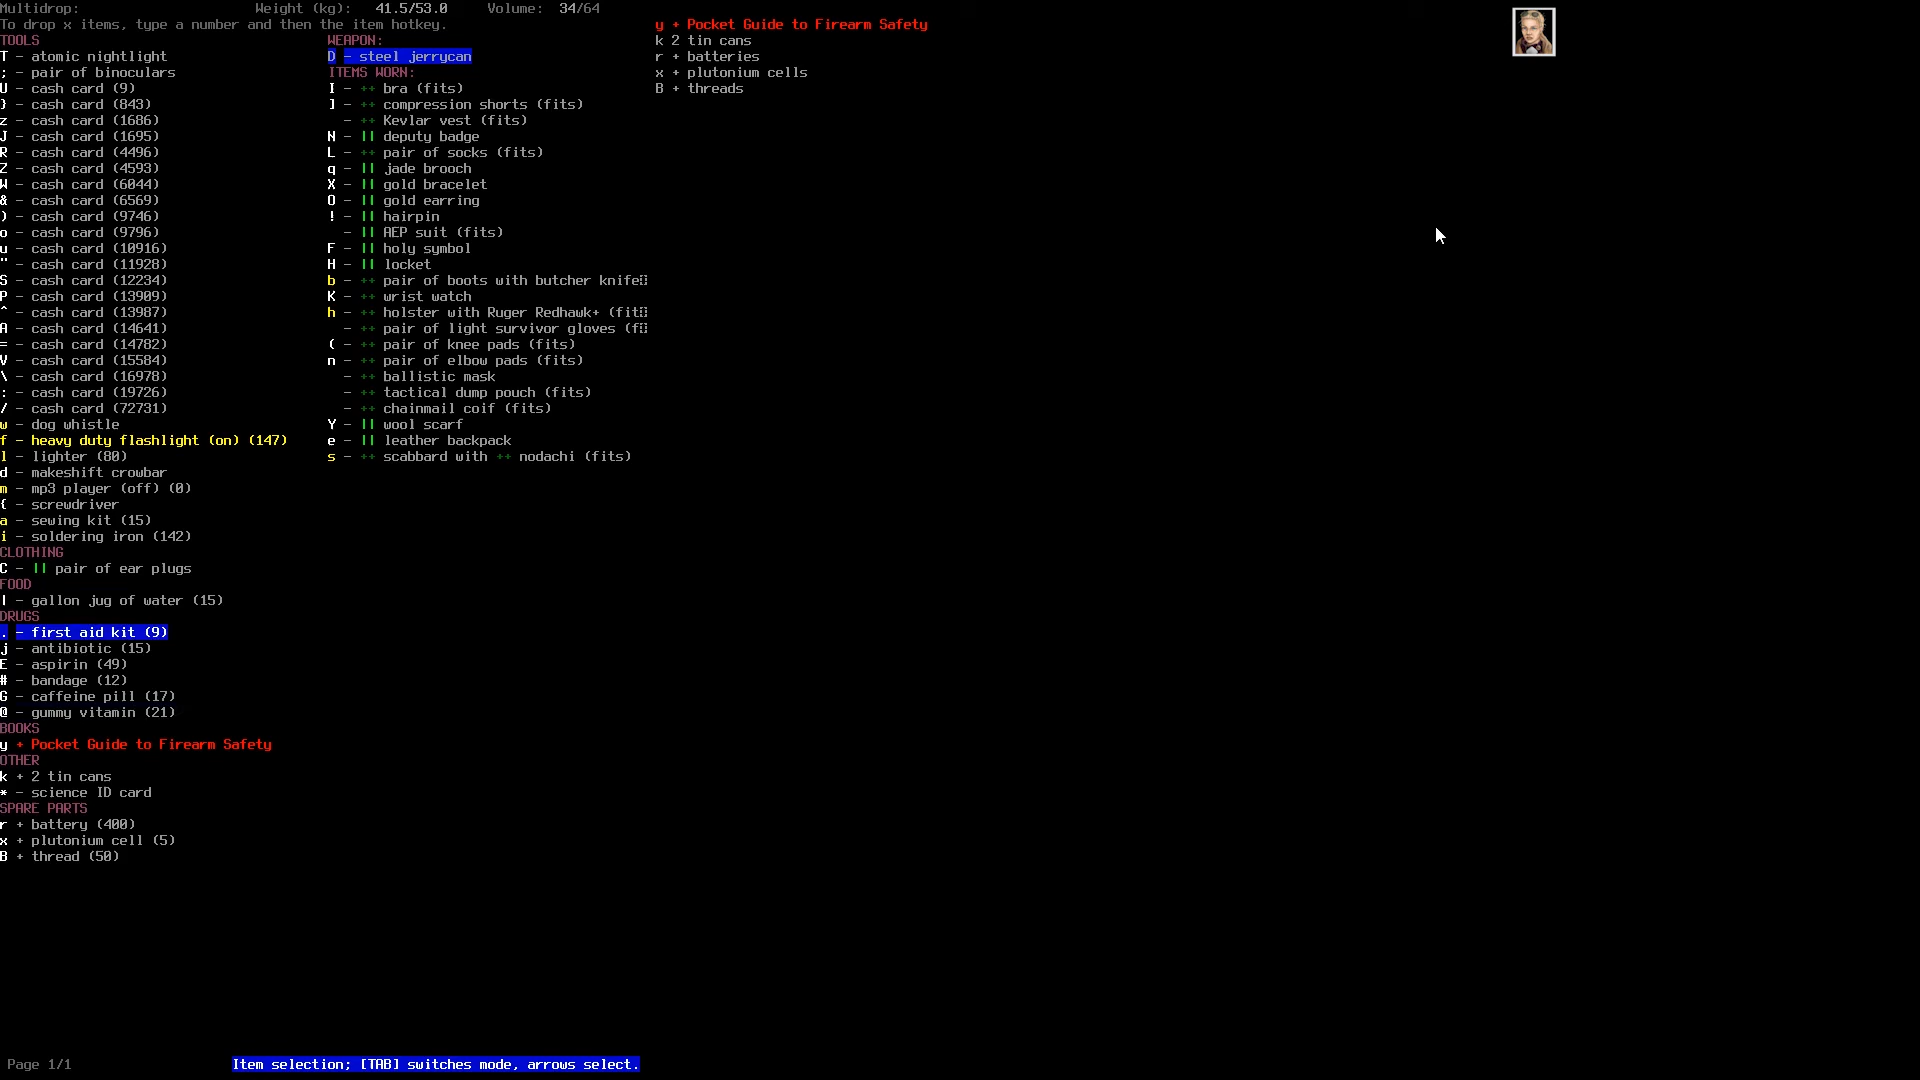 Multidrop: Weight (kg): 41.5/53.0 Volume: 34/64
To drop x items, type a number and then the item hotkey.
TOOLS
T - atomic nightlight
; - pair of binoculars
U - cash card (9)
} - cash card (843)
z - cash card (1686)
J - cash card (1695)
R - cash card (4496)
Z - cash card (4593)
W - cash card (6044)
& - cash card (6569)
) - cash card (9746)
o - cash card (9796)
u - cash card (10916)
" - cash card (11928)
S - cash card (12234)
P - cash card (13909)
^ - cash card (13987)
A - cash card (14641)
= - cash card (14782)
V - cash card (15584)
\ - cash card (16978)
: - cash card (19726)
/ - cash card (72731)
w - dog whistle
f - heavy duty flashlight (on) (147)
l - lighter (80)
d - makeshift crowbar
m - mp3 player (off) (0)
{ - screwdriver
a - sewing kit (15)
i - soldering iron (142)
CLOTHING
C - || pair of ear plugs
FOOD
| - gallon jug of water (15)
DRUGS
. - first aid kit (9)
j - antibiotic (15)
E - aspirin (49)
# - bandage (12)
G - caffeine pill (17)
@ - gummy vitamin (21)
BOOKS
y + Pocket Guide to Firearm Safety
OTHER
k + 2 tin cans
* - science ID card
SPARE PARTS
r + battery (400)
x + plutonium cell (5)
B + thread (50)
WEAPON:
D - steel jerrycan
ITEMS WORN:
I - ++ bra (fits)
] - ++ compression shorts (fits)
- ++ Kevlar vest (fits)
N - || deputy badge
L - ++ pair of socks (fits)
q - || jade brooch
X - || gold bracelet
O - || gold earring
! - || hairpin
- || AEP suit (fits)
F - || holy symbol
H - || locket
b - ++ pair of boots with butcher knife
K - ++ wrist watch
h - ++ holster with Ruger Redhawk+ (fit
- ++ pair of light survivor gloves (f
( - ++ pair of knee pads (fits)
n - ++ pair of elbow pads (fits)
- ++ ballistic mask
- ++ tactical dump pouch (fits)
- ++ chainmail coif (fits)
Y - || wool scarf
e - || leather backpack
s - ++ scabbard with ++ nodachi (fits)
y + Pocket Guide to Firearm Safety
k 2 tin cans
r + batteries
x + plutonium cells
B + threads
Page 1/1
Item selection; [TAB] switches mode, arrows select.